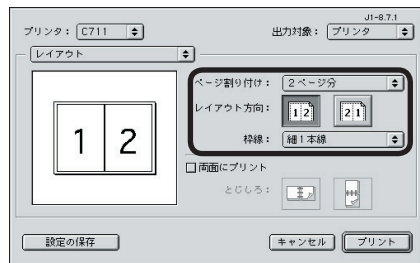 J1-8.7.1
プリンタ： C711 出力対象： プリンタ
レイアウト
ページ割り付け： 2ページ分
レイアウト方向： 1 2 2 1
1 2
枠線： 細1本線
両面にプリント
とじしろ：
設定の保存 キャンセル プリント